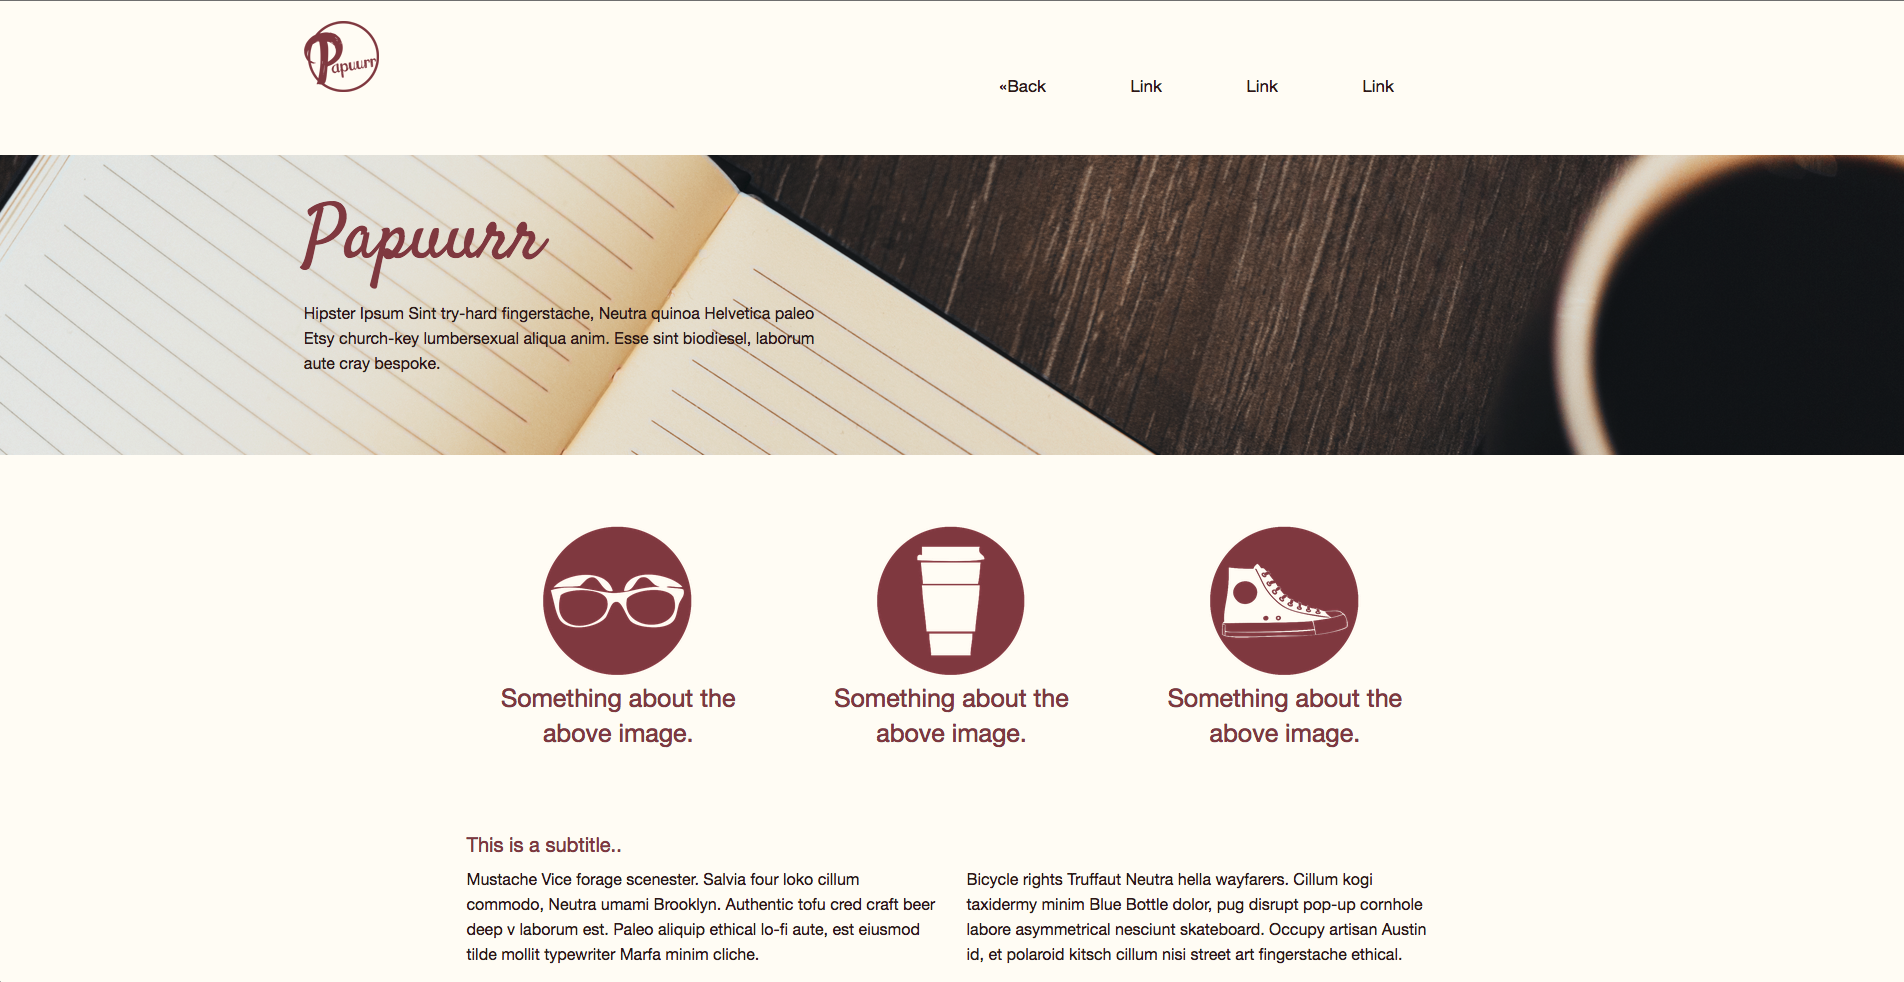 Papuurr
«Back Link Link Link
Papuurr
Hipster Ipsum Sint try-hard fingerstache, Neutra quinoa Helvetica paleo
Etsy church-key lumbersexual aliqua anim. Esse sint biodiesel, laborum
aute cray bespoke.
Something about the
above image.
Something about the
above image.
Something about the
above image.
This is a subtitle..
Mustache Vice forage scenester. Salvia four loko cillum
commodo, Neutra umami Brooklyn. Authentic tofu cred craft beer
deep v laborum est. Paleo aliquip ethical lo-fi aute, est eiusmod
tilde mollit typewriter Marfa minim cliche.
Bicycle rights Truffaut Neutra hella wayfarers. Cillum kogi
taxidermy minim Blue Bottle dolor, pug disrupt pop-up cornhole
labore asymmetrical nesciunt skateboard. Occupy artisan Austin
id, et polaroid kitsch cillum nisi street art fingerstache ethical.